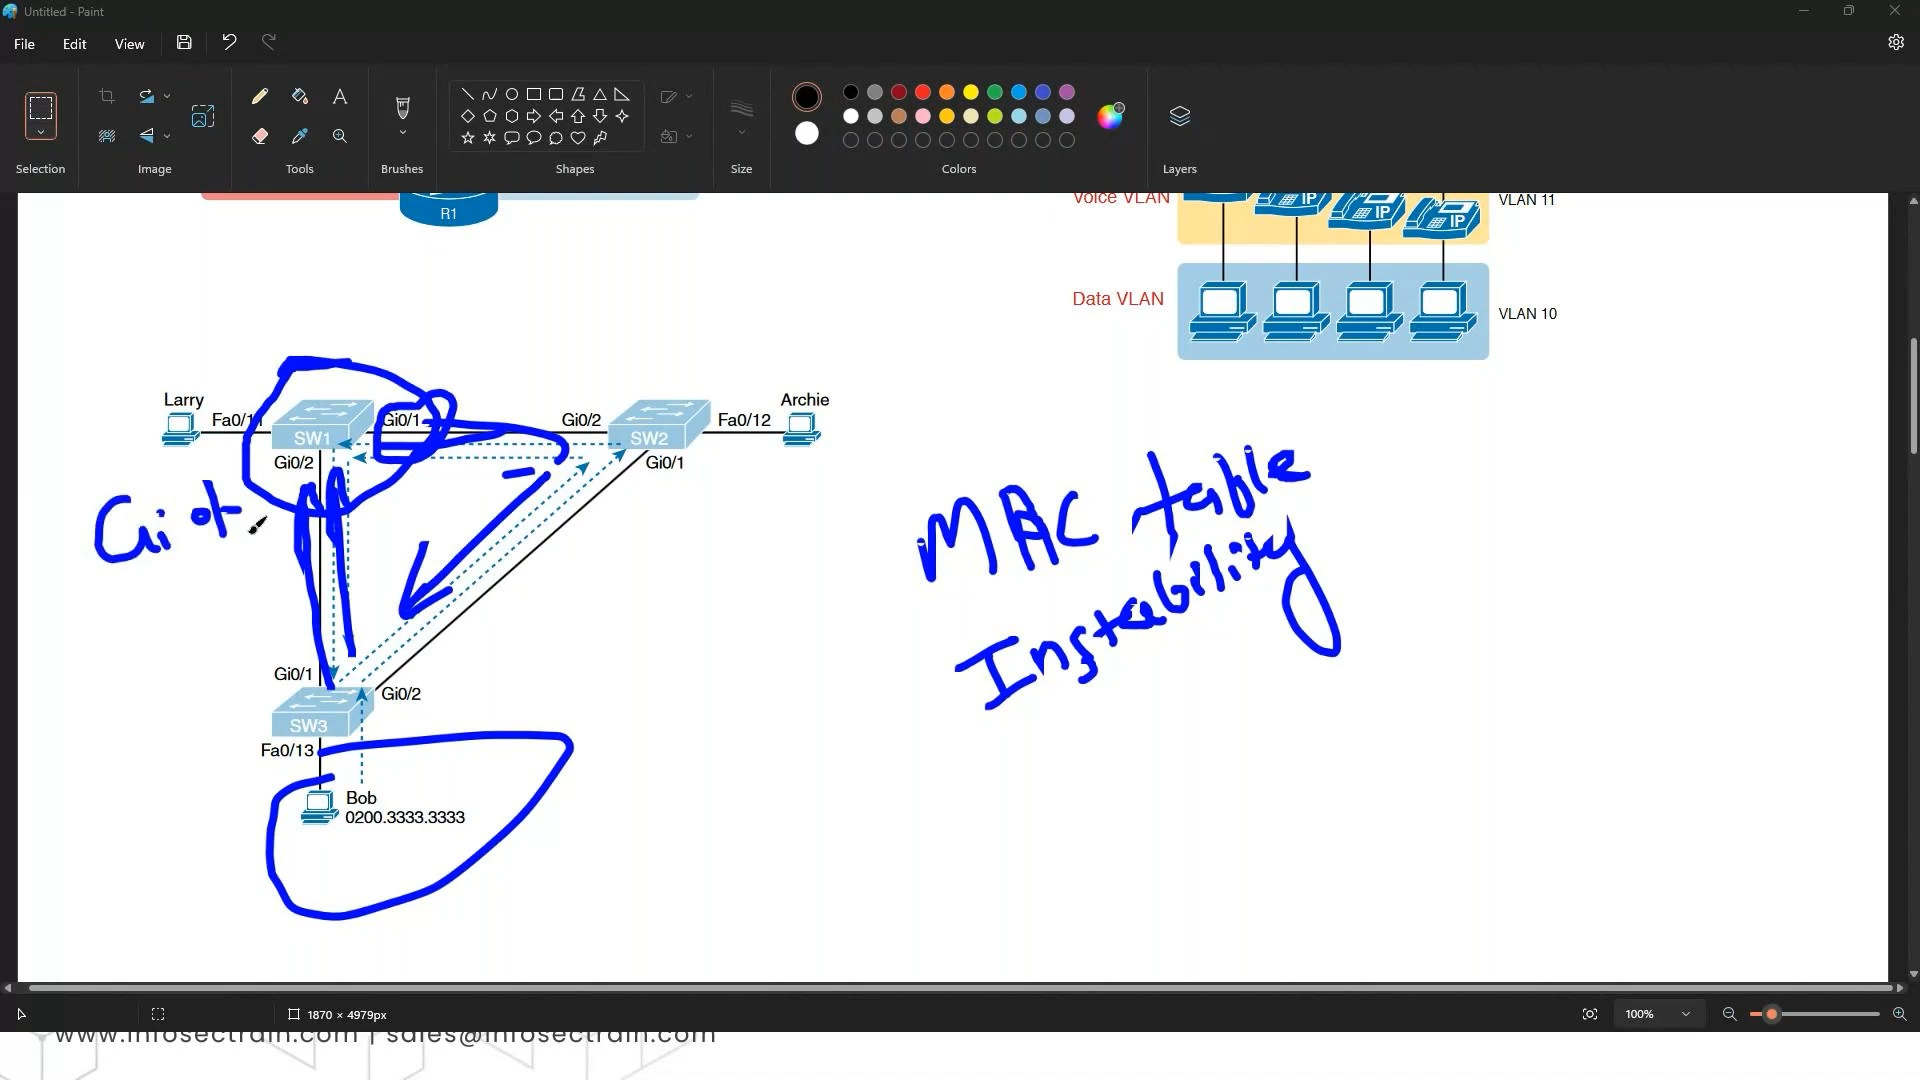 Untitled - Paint
File Edit View
Selection Image Tools Brushes Shapes Size Colors Layers
R1
Voice VLAN
IP IP IP
VLAN 11
Data VLAN
VLAN 10
Larry
Archie
Fa0/11
Gi0/1
Gi0/2
Fa0/12
SW1
SW2
Gi0/2
Gi0/1
MAC table
Instability
Gi0/1
Gi0/2
SW3
Fa0/13
Bob
0200.3333.3333
1870 × 4979px
100%
www.infosectrain.com | sales@infosectrain.com